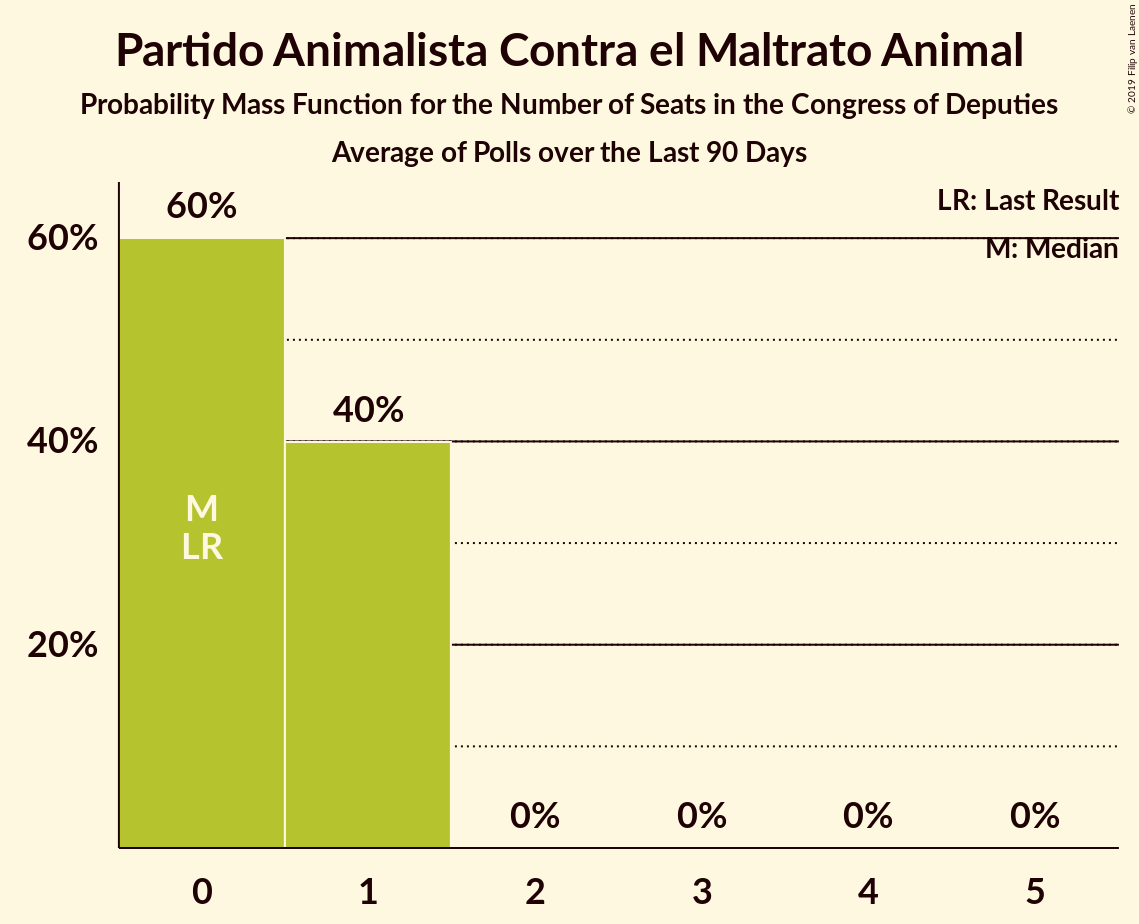 Partido Animalista Contra el Maltrato Animal
Probability Mass Function for the Number of Seats in the Congress of Deputies
Average of Polls over the Last 90 Days
© 2019 Filip van Laenen
LR: Last Result
M: Median
60%
40%
20%
60%
40%
0%
0%
0%
0%
M
LR
0
1
2
3
4
5